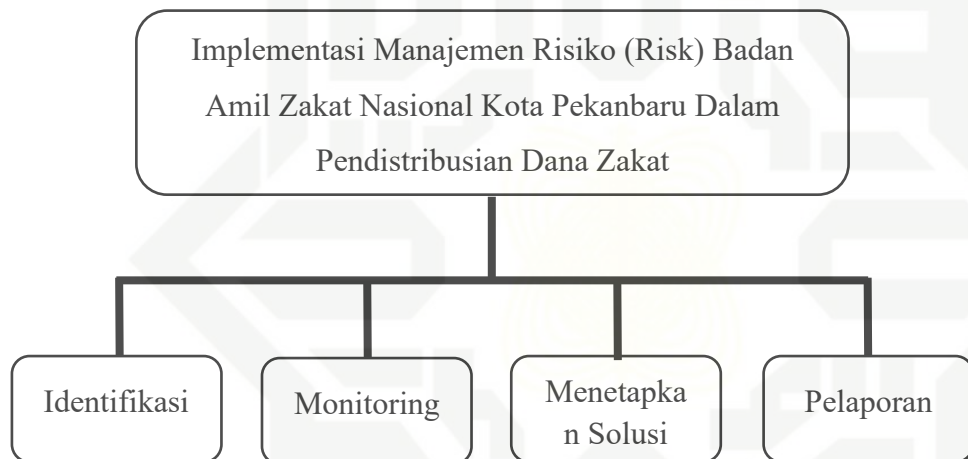 Implementasi Manajemen Risiko (Risk) Badan
Amil Zakat Nasional Kota Pekanbaru Dalam
Pendistribusian Dana Zakat
Identifikasi
Monitoring
Menetapka
n Solusi
Pelaporan